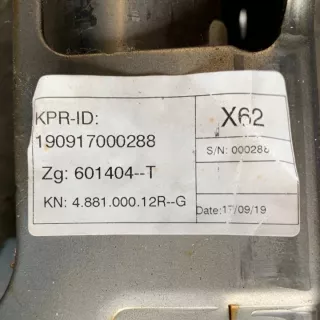 KPR-ID:
190917000288
Zg: 601404--T
KN: 4.881.000.12R--G
X62
S/N: 000288
Date:17/09/19